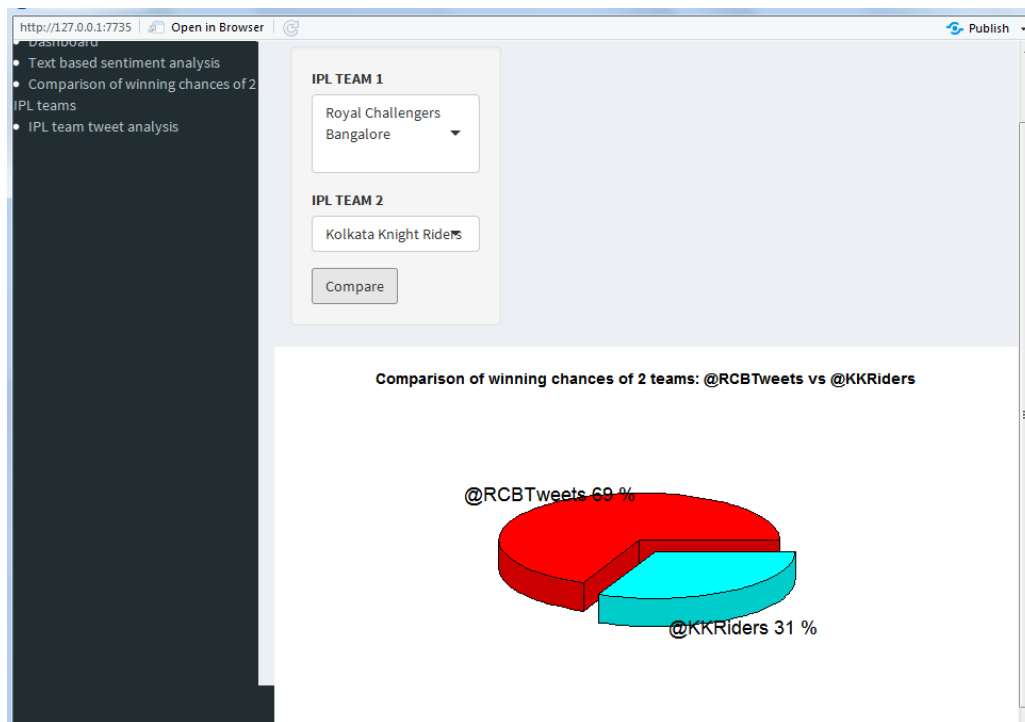 http://127.0.0.1:7735 Open in Browser Publish
Dashboard
Text based sentiment analysis
Comparison of winning chances of 2
IPL teams
IPL team tweet analysis
IPL TEAM 1
Royal Challengers
Bangalore
IPL TEAM 2
Kolkata Knight Riders
Compare
Comparison of winning chances of 2 teams: @RCBTweets vs @KKRiders
@RCBTweets 69 %
@KKRiders 31 %